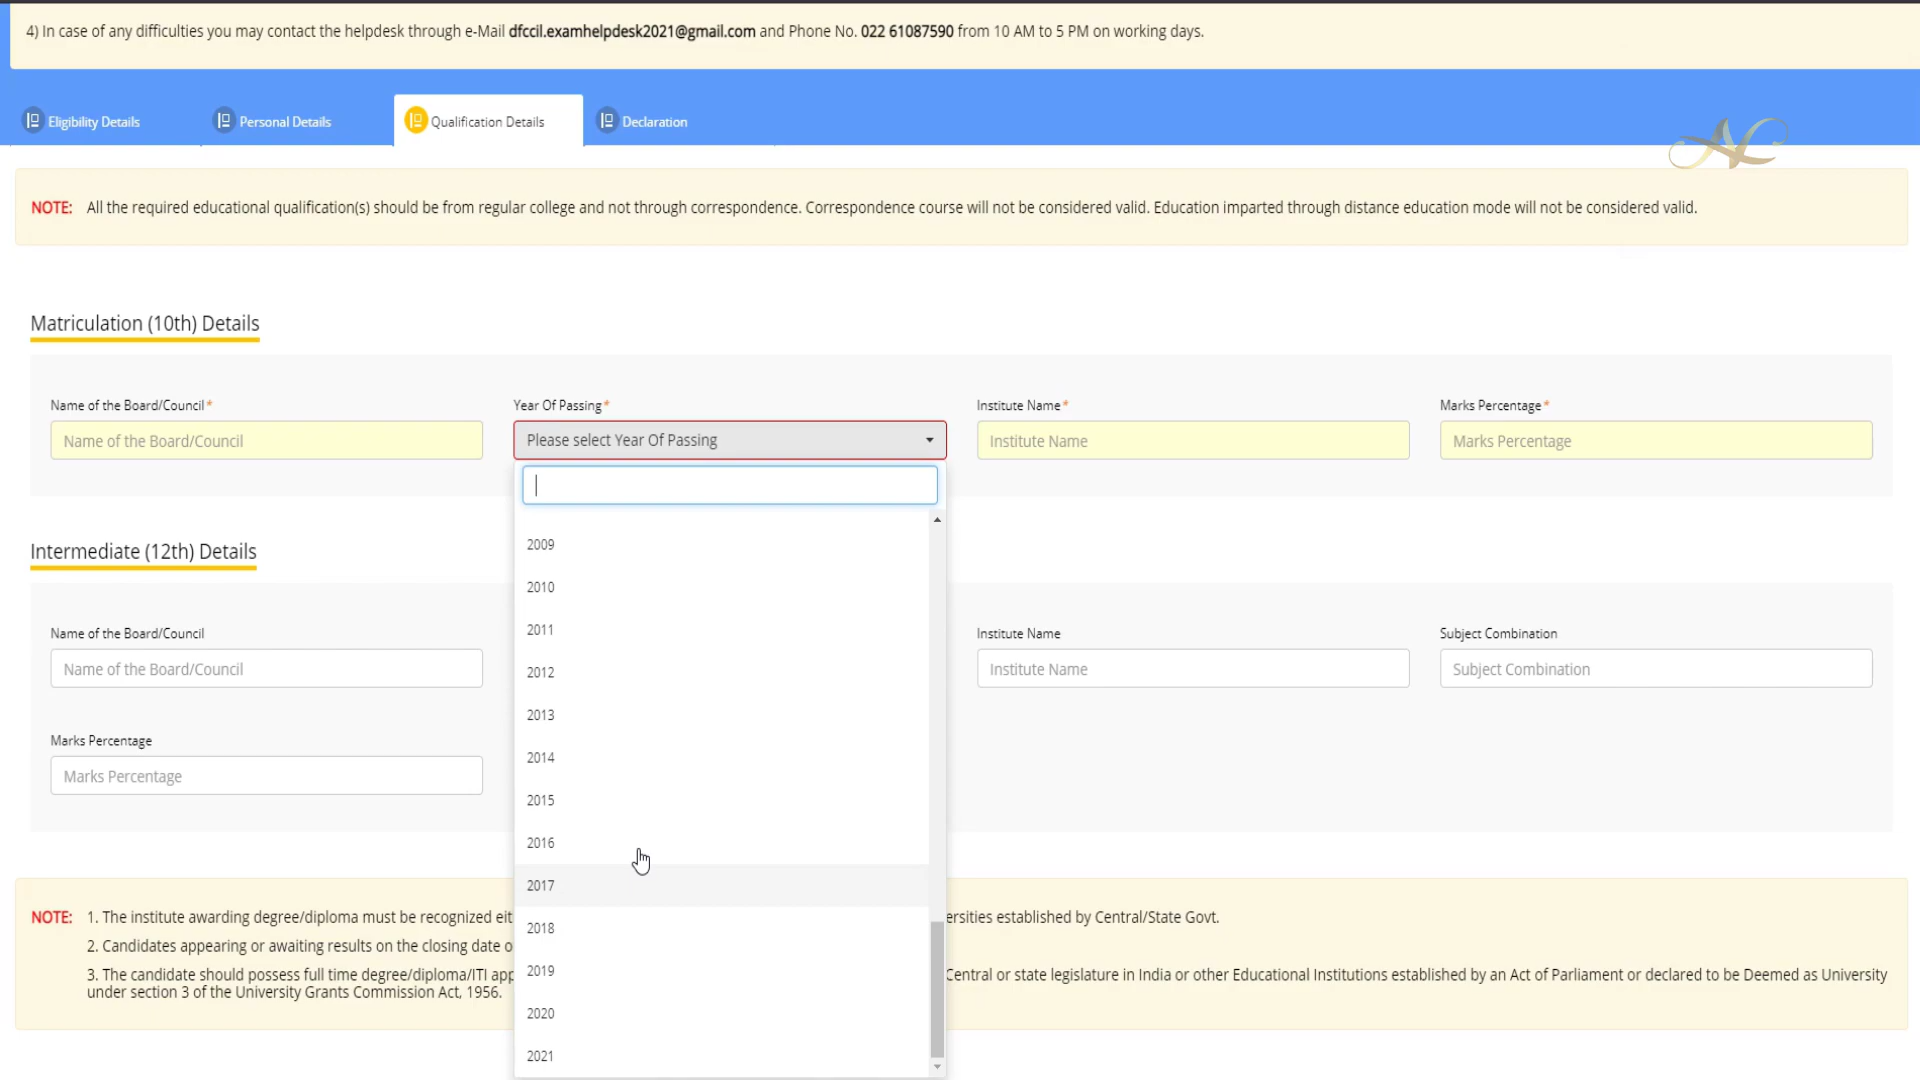 4) In case of any difficulties you may contact the helpdesk through e-Mail dfccil.examhelpdesk2021@gmail.com and Phone No. 022 61087590 from 10 AM to 5 PM on working days.
Eligibility Details
Personal Details
Qualification Details
Declaration
AC
NOTE: All the required educational qualification(s) should be from regular college and not through correspondence. Correspondence course will not be considered valid. Education imparted through distance education mode will not be considered valid.
Matriculation (10th) Details
Name of the Board/Council*
Name of the Board/Council
Year Of Passing*
Please select Year Of Passing
Institute Name*
Institute Name
Marks Percentage*
Marks Percentage
2009
2010
2011
2012
2013
2014
2015
2016
2017
2018
2019
2020
2021
Intermediate (12th) Details
Name of the Board/Council
Name of the Board/Council
Institute Name
Institute Name
Subject Combination
Subject Combination
Marks Percentage
Marks Percentage
NOTE: 1. The institute awarding degree/diploma must be recognized eit
ersities established by Central/State Govt.
2. Candidates appearing or awaiting results on the closing date o
3. The candidate should possess full time degree/diploma/ITI app
Central or state legislature in India or other Educational Institutions established by an Act of Parliament or declared to be Deemed as University
under section 3 of the University Grants Commission Act, 1956.